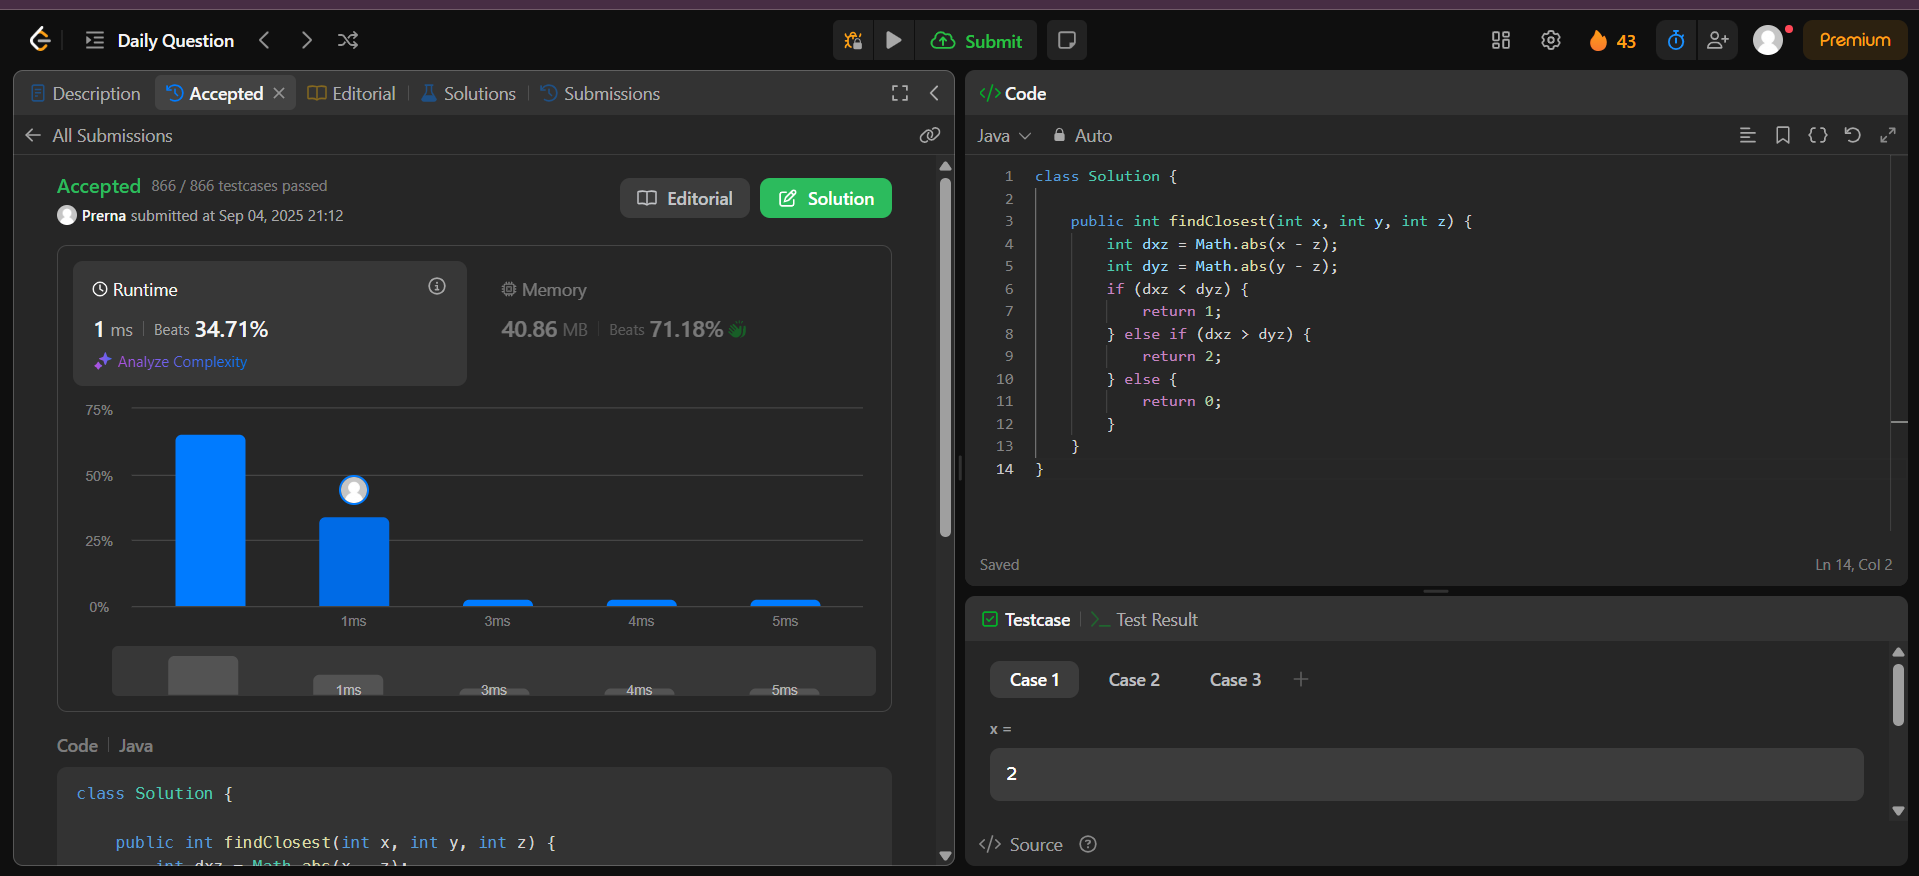 Daily Question
Submit
43
Premium
Description
Accepted
Editorial
Solutions
Submissions
All Submissions
Accepted 866 / 866 testcases passed
Prerna submitted at Sep 04, 2025 21:12
Editorial
Solution
Runtime
1 ms Beats 34.71%
Analyze Complexity
Memory
40.86 MB Beats 71.18%
75%
50%
25%
0%
1ms 3ms 4ms 5ms
1ms 3ms 4ms 5ms
Code Java
class Solution {
public int findClosest(int x, int y, int z) {
int dxz = Math.abs(x - z);
</> Code
Java Auto
1 class Solution {
2
3 public int findClosest(int x, int y, int z) {
4 int dxz = Math.abs(x - z);
5 int dyz = Math.abs(y - z);
6 if (dxz < dyz) {
7 return 1;
8 } else if (dxz > dyz) {
9 return 2;
10 } else {
11 return 0;
12 }
13 }
14 }
Saved
Ln 14, Col 2
Testcase
Test Result
Case 1 Case 2 Case 3 +
x =
2
</> Source